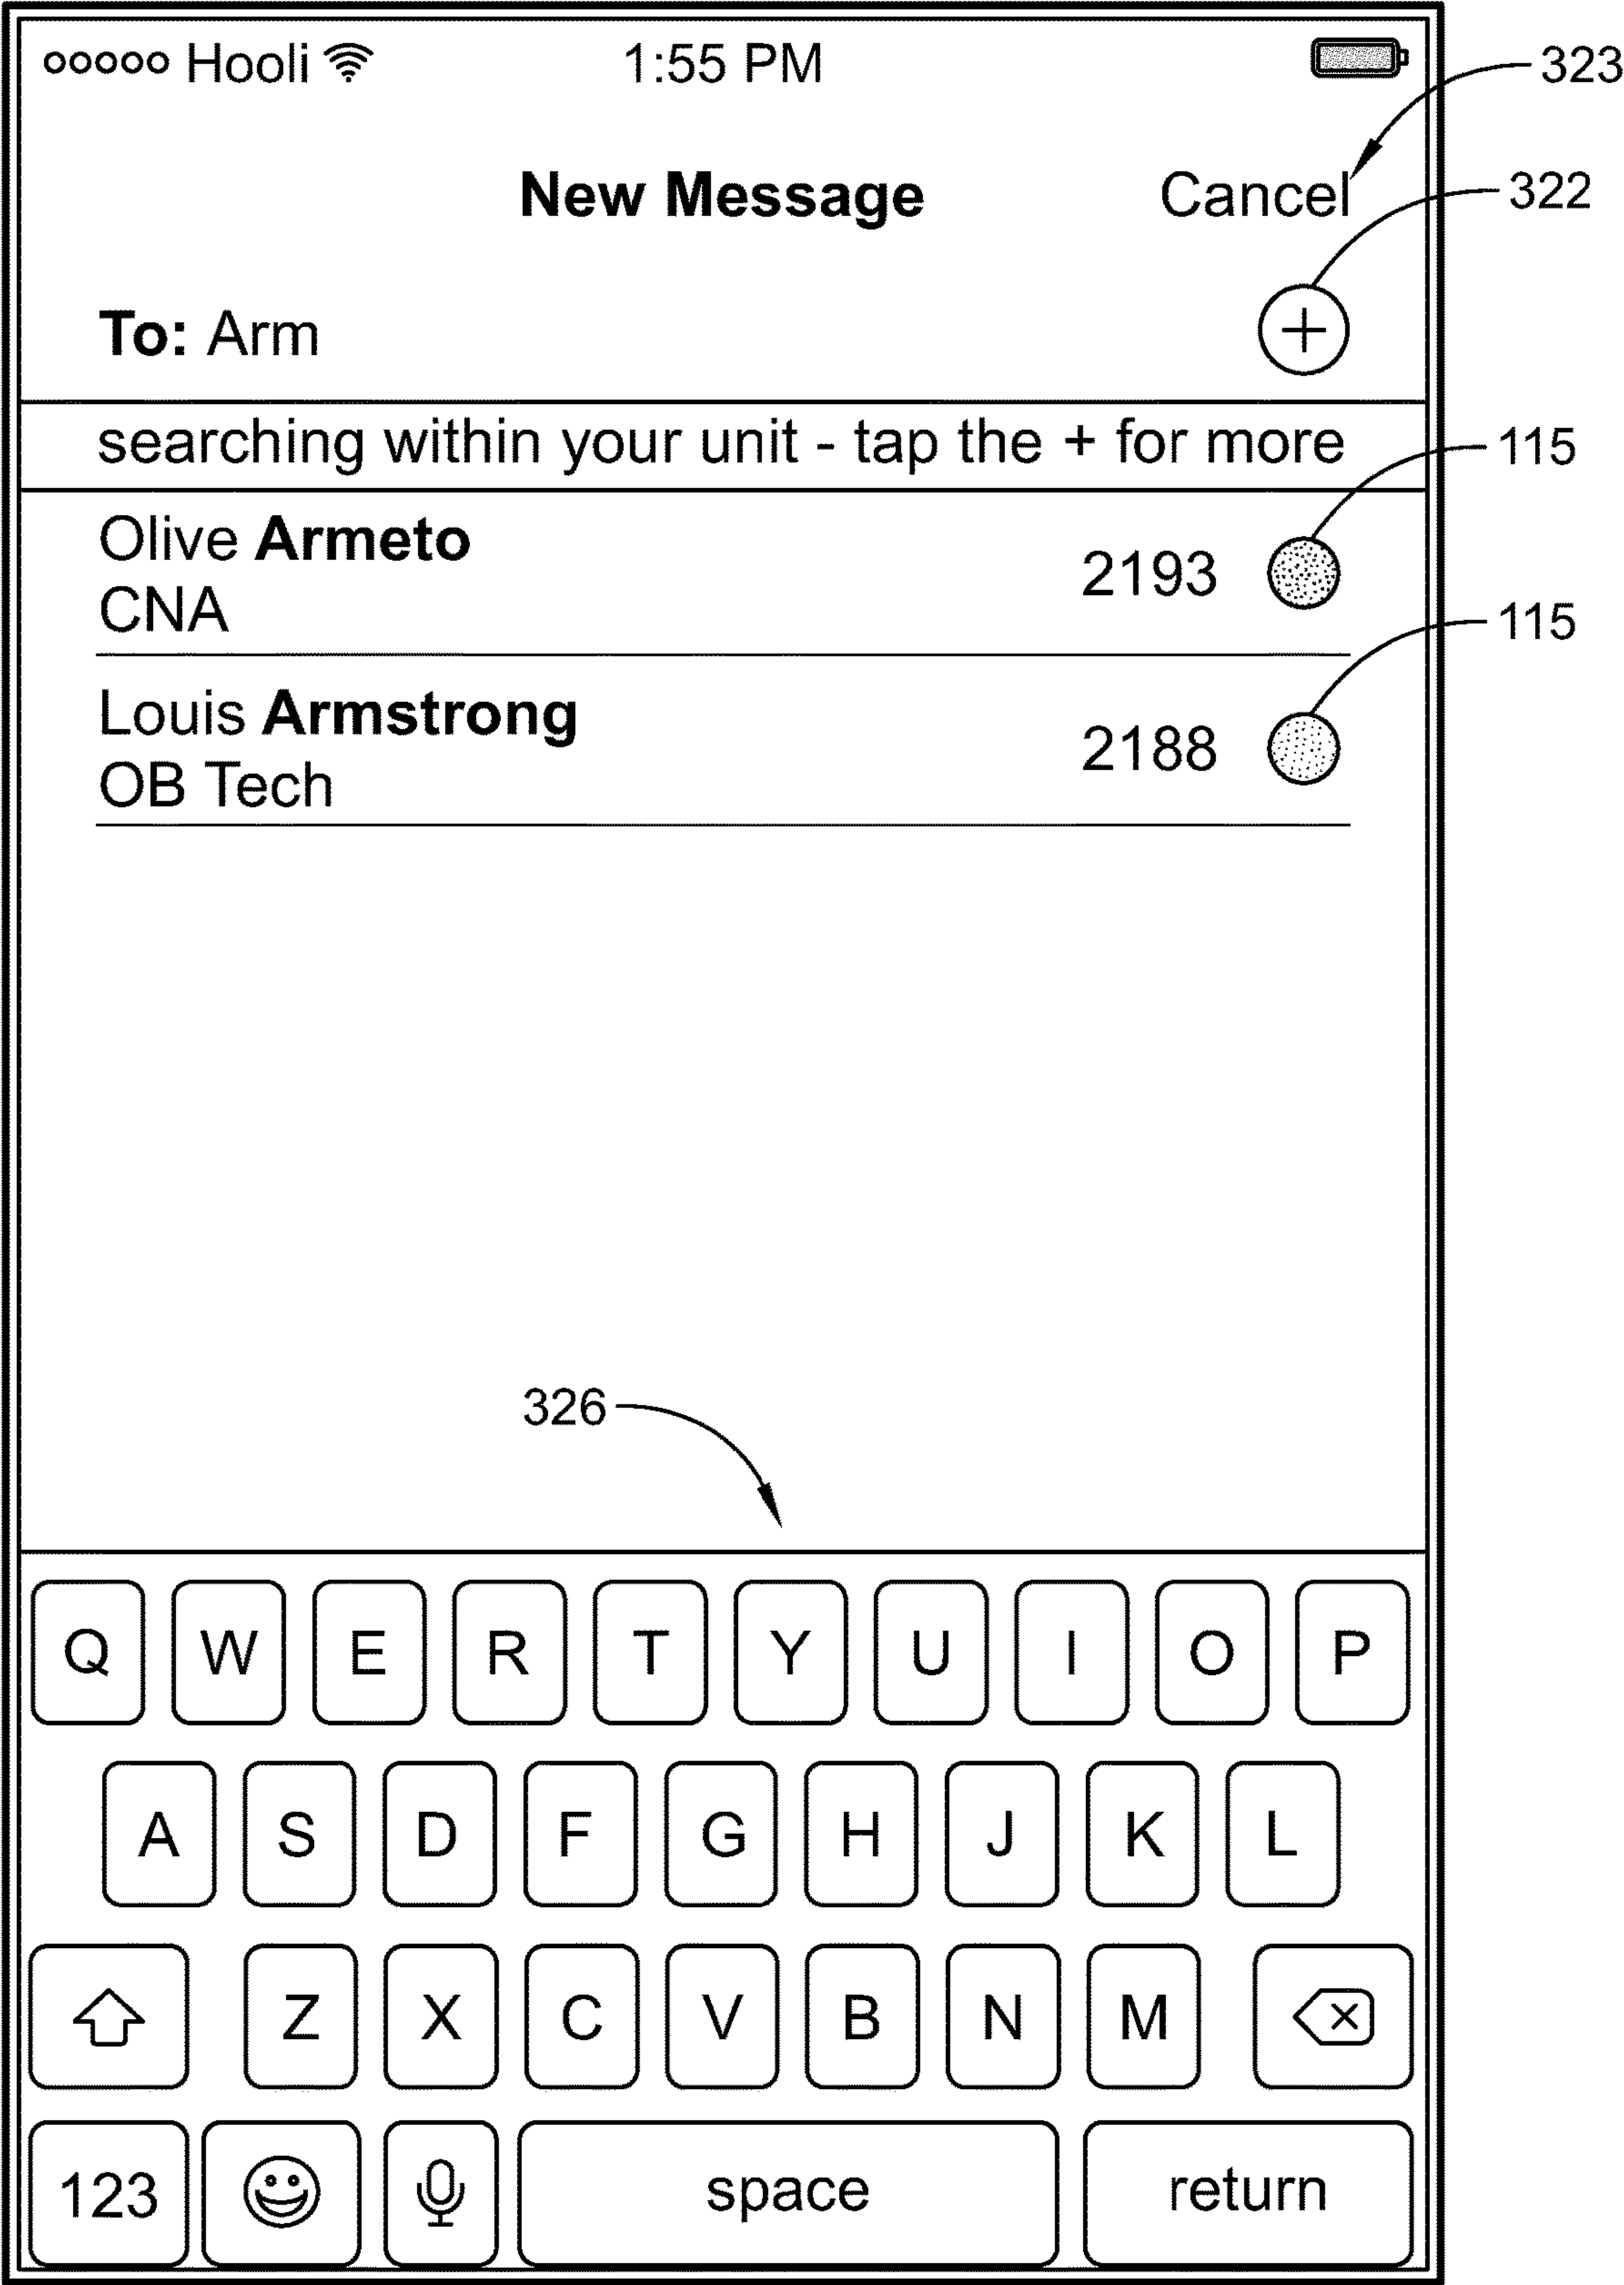 Hooli 1:55 PM
323
New Message Cancel
322
To: Arm +
searching within your unit - tap the + for more
115
Olive Armeto
2193
CNA
115
Louis Armstrong
2188
OB Tech
326
Q W E R T Y U I O P
A S D F G H J K L
Z X C V B N M
123 space return